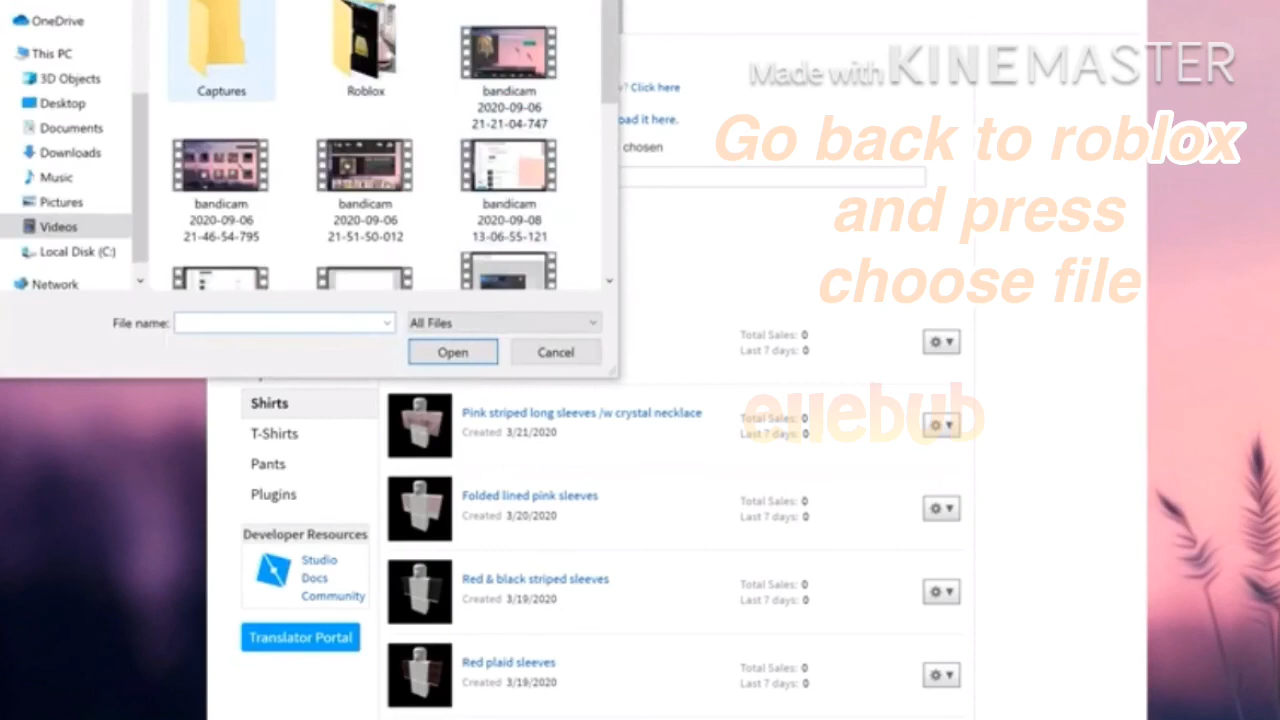 OneDrive
This PC
3D Objects
Desktop
Documents
Downloads
Music
Pictures
Videos
Local Disk (C:)
Network
Captures
Roblox
bandicam
2020-09-06
21-21-04-747
bandicam
2020-09-06
21-46-54-795
bandicam
2020-09-06
21-51-50-012
bandicam
2020-09-08
13-06-55-121
File name:
All Files
Open
Cancel
? Click here
oad it here.
chosen
Made with KINEMASTER
Go back to roblox
and press
choose file
Total Sales: 0
Last 7 days: 0
Shirts
T-Shirts
Pants
Plugins
Developer Resources
Studio
Docs
Community
Translator Portal
Pink striped long sleeves /w crystal necklace
Created 3/21/2020
Total Sales: 0
Last 7 days: 0
Folded lined pink sleeves
Created 3/20/2020
Total Sales: 0
Last 7 days: 0
Red & black striped sleeves
Created 3/19/2020
Total Sales: 0
Last 7 days: 0
Red plaid sleeves
Created 3/19/2020
Total Sales: 0
Last 7 days: 0